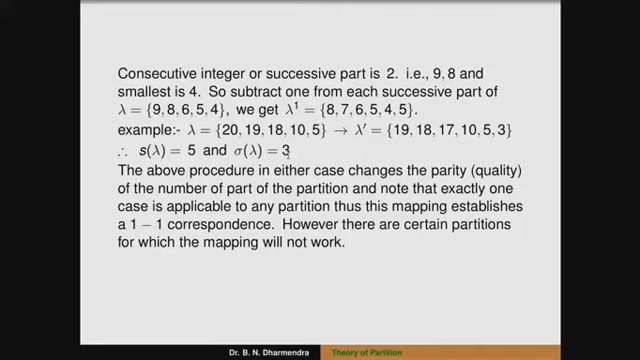 Consecutive integer or successive part is 2. i.e., 9, 8 and
smallest is 4. So subtract one from each successive part of
λ = {9, 8, 6, 5, 4}, we get λ¹ = {8, 7, 6, 5, 4, 5}.
example:- λ = {20, 19, 18, 10, 5} → λ′ = {19, 18, 17, 10, 5, 3}
∴ s(λ) = 5 and σ(λ) = 3
The above procedure in either case changes the parity (quality)
of the number of part of the partition and note that exactly one
case is applicable to any partition thus this mapping establishes
a 1 − 1 correspondence. However there are certain partitions
for which the mapping will not work.
Dr. B. N. Dharmendra Theory of Partition